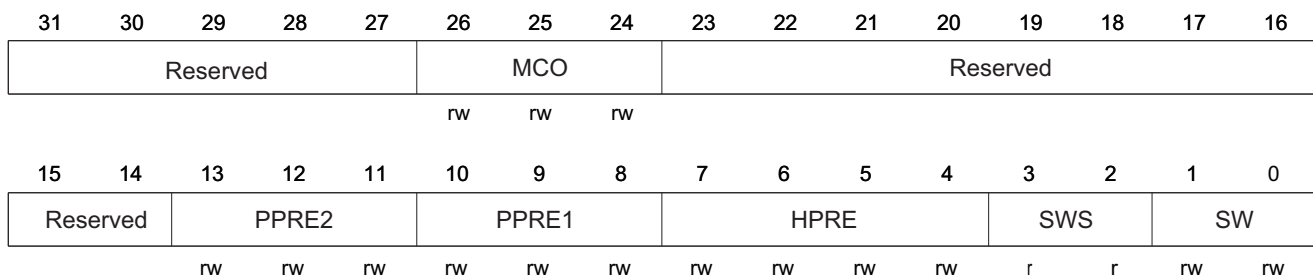 31 30 29 28 27 26 25 24 23 22 21 20 19 18 17 16
Reserved MCO Reserved
rw rw rw
15 14 13 12 11 10 9 8 7 6 5 4 3 2 1 0
Reserved PPRE2 PPRE1 HPRE SWS SW
rw rw rw rw rw rw rw rw rw rw r r rw rw